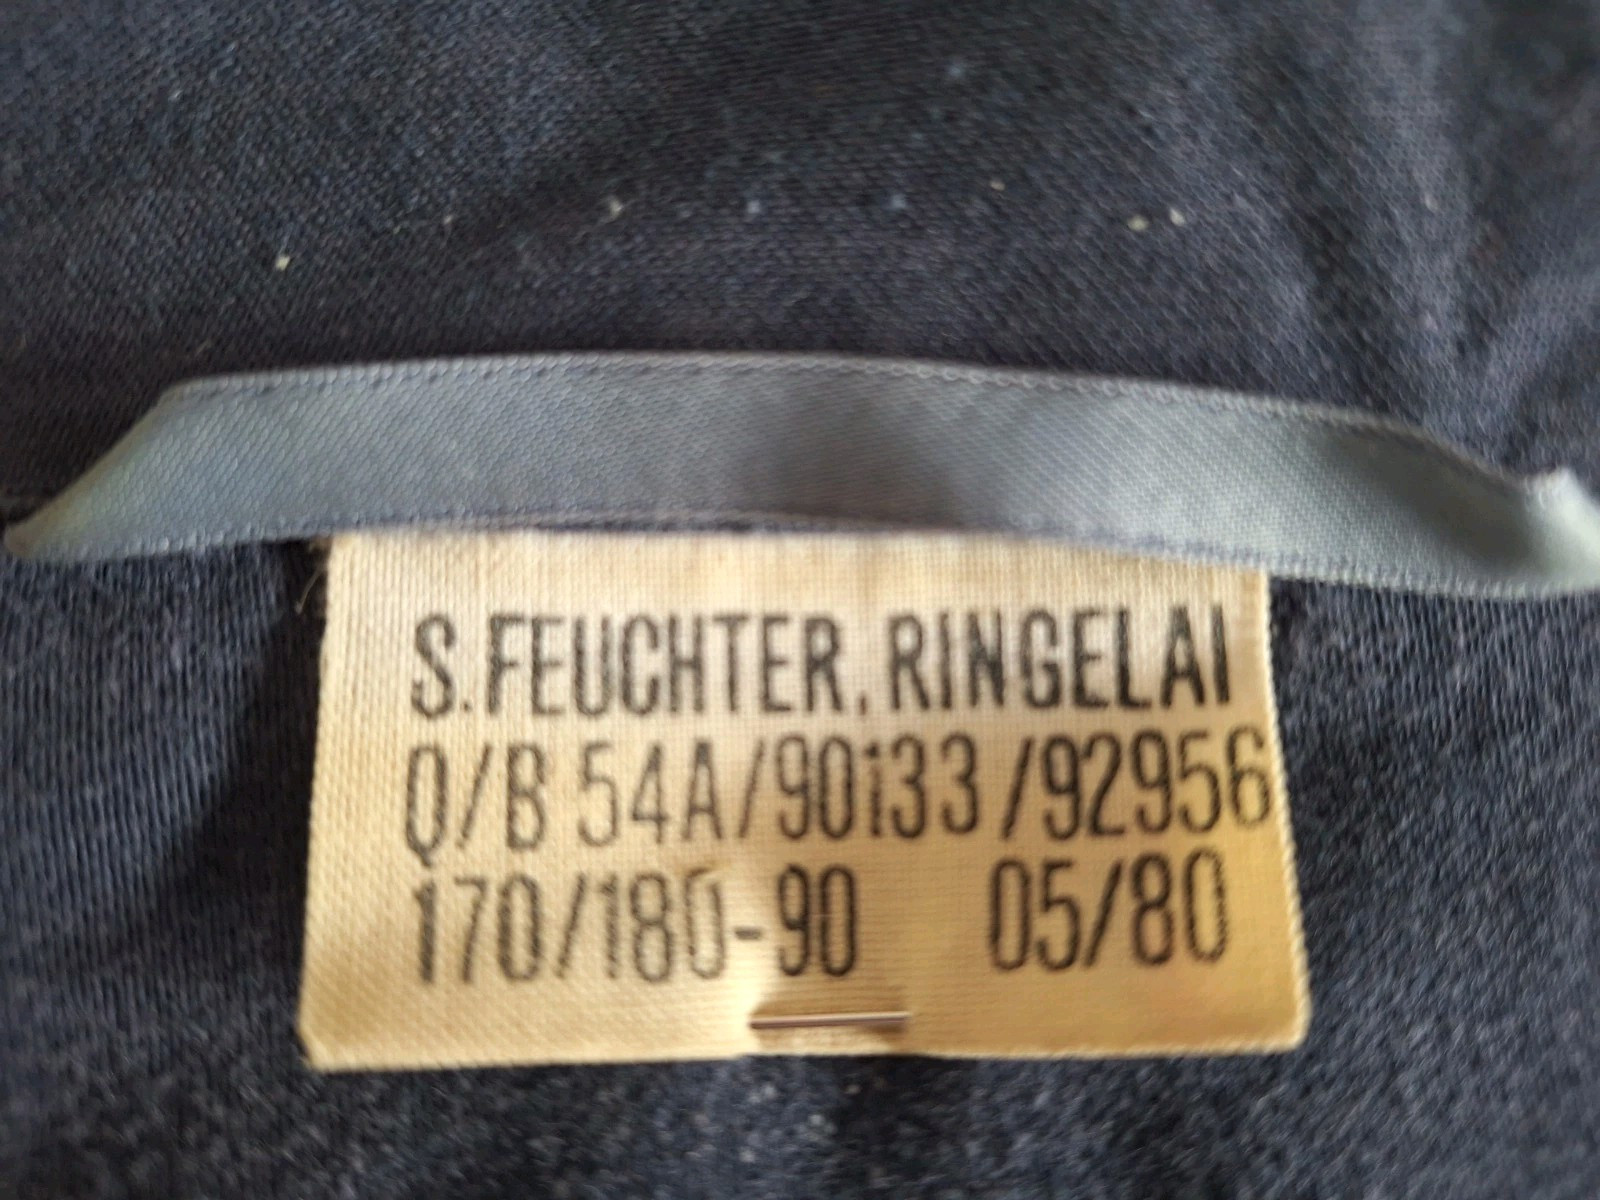 S.FEUCHTER, RINGELAI
Q/B 54A/90133/92956
170/180-90 05/80